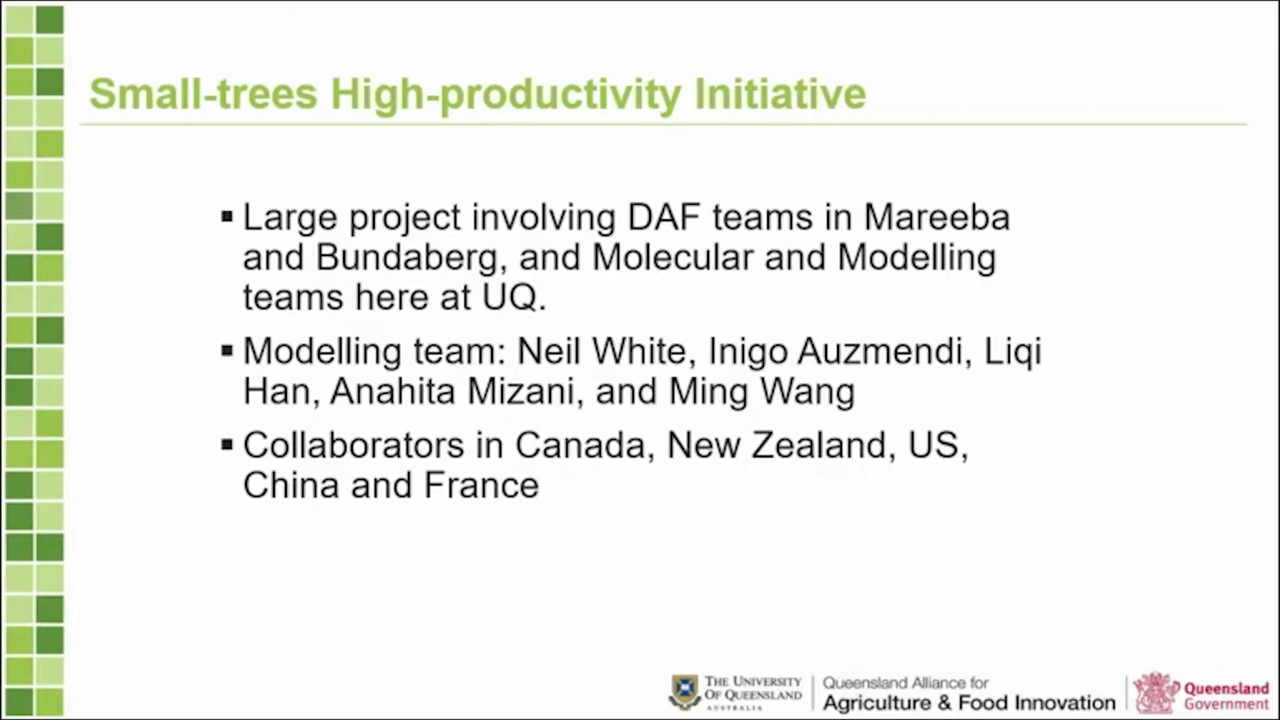 Small-trees High-productivity Initiative
▪ Large project involving DAF teams in Mareeba
and Bundaberg, and Molecular and Modelling
teams here at UQ.
▪ Modelling team: Neil White, Inigo Auzmendi, Liqi
Han, Anahita Mizani, and Ming Wang
▪ Collaborators in Canada, New Zealand, US,
China and France
THE UNIVERSITY
OF QUEENSLAND
AUSTRALIA
Queensland Alliance for
Agriculture & Food Innovation
Queensland
Government